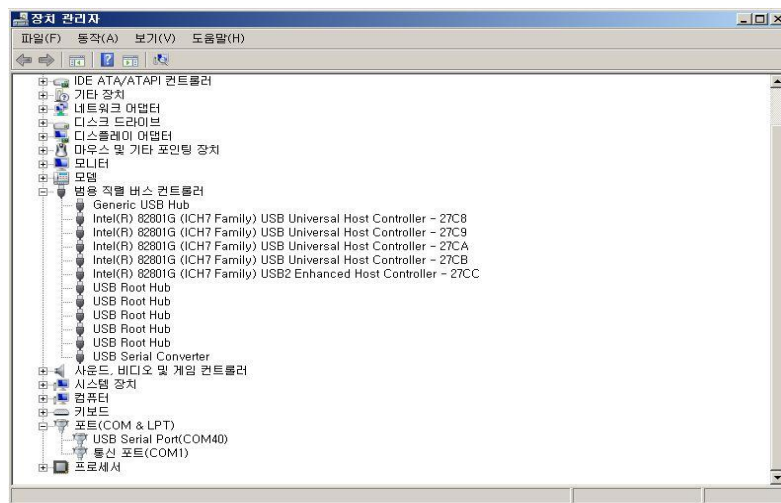 장치 관리자
파일(F) 동작(A) 보기(V) 도움말(H)
IDE ATA/ATAPI 컨트롤러
기타 장치
네트워크 어댑터
디스크 드라이브
디스플레이 어댑터
마우스 및 기타 포인팅 장치
모니터
모뎀
범용 직렬 버스 컨트롤러
Generic USB Hub
Intel(R) 82801G (ICH7 Family) USB Universal Host Controller - 27C8
Intel(R) 82801G (ICH7 Family) USB Universal Host Controller - 27C9
Intel(R) 82801G (ICH7 Family) USB Universal Host Controller - 27CA
Intel(R) 82801G (ICH7 Family) USB Universal Host Controller - 27CB
Intel(R) 82801G (ICH7 Family) USB2 Enhanced Host Controller - 27CC
USB Root Hub
USB Root Hub
USB Root Hub
USB Root Hub
USB Root Hub
USB Serial Converter
사운드, 비디오 및 게임 컨트롤러
시스템 장치
컴퓨터
키보드
포트(COM & LPT)
USB Serial Port(COM40)
통신 포트(COM1)
프로세서